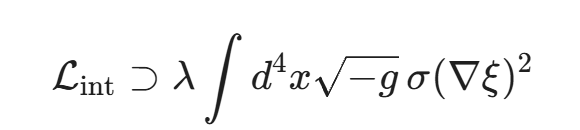 ℒ_int ⊃ λ ∫ d⁴x√−g σ(∇ξ)²